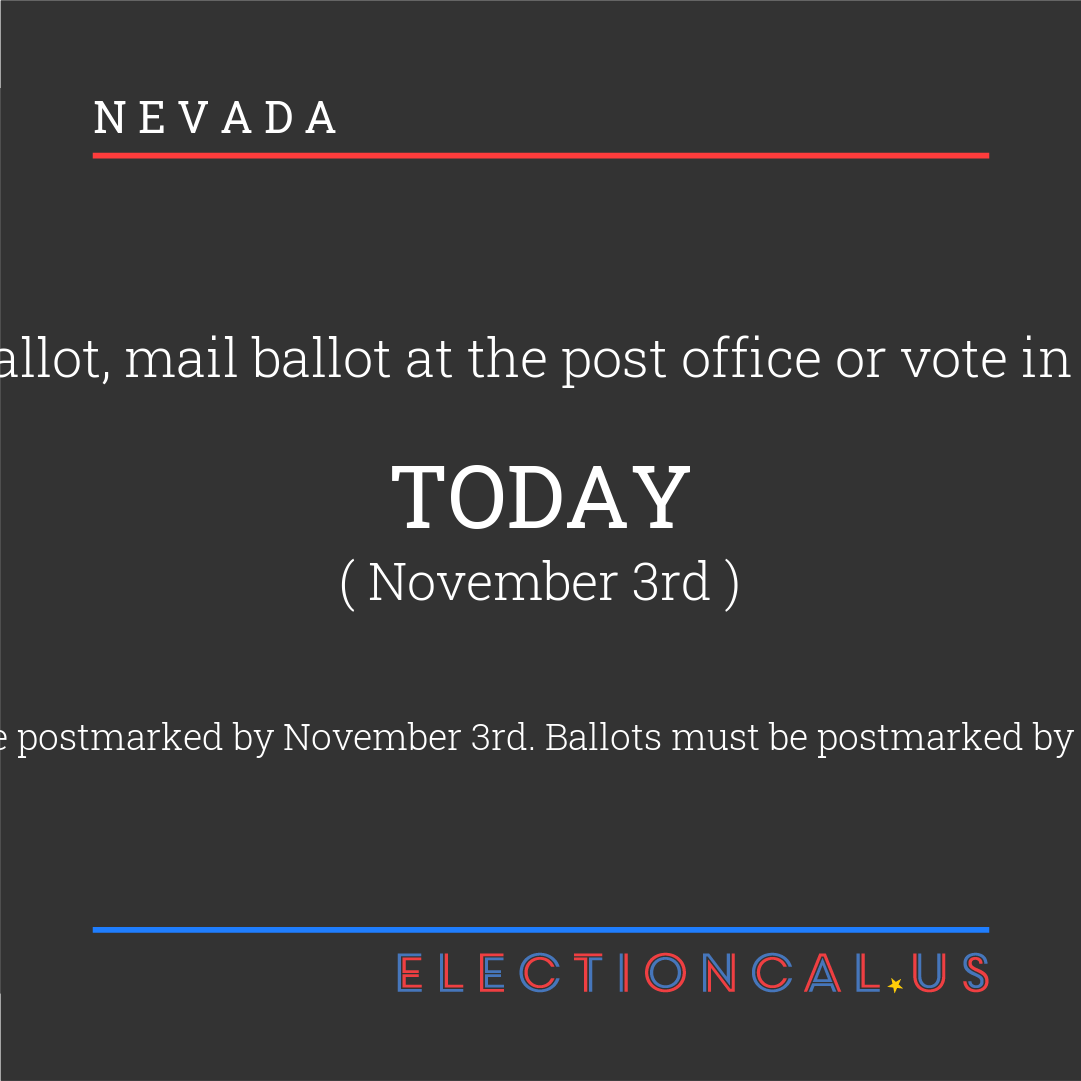 NEVADA
allot, mail ballot at the post office or vote in
TODAY
( November 3rd )
e postmarked by November 3rd. Ballots must be postmarked by
ELECTIONCAL.US